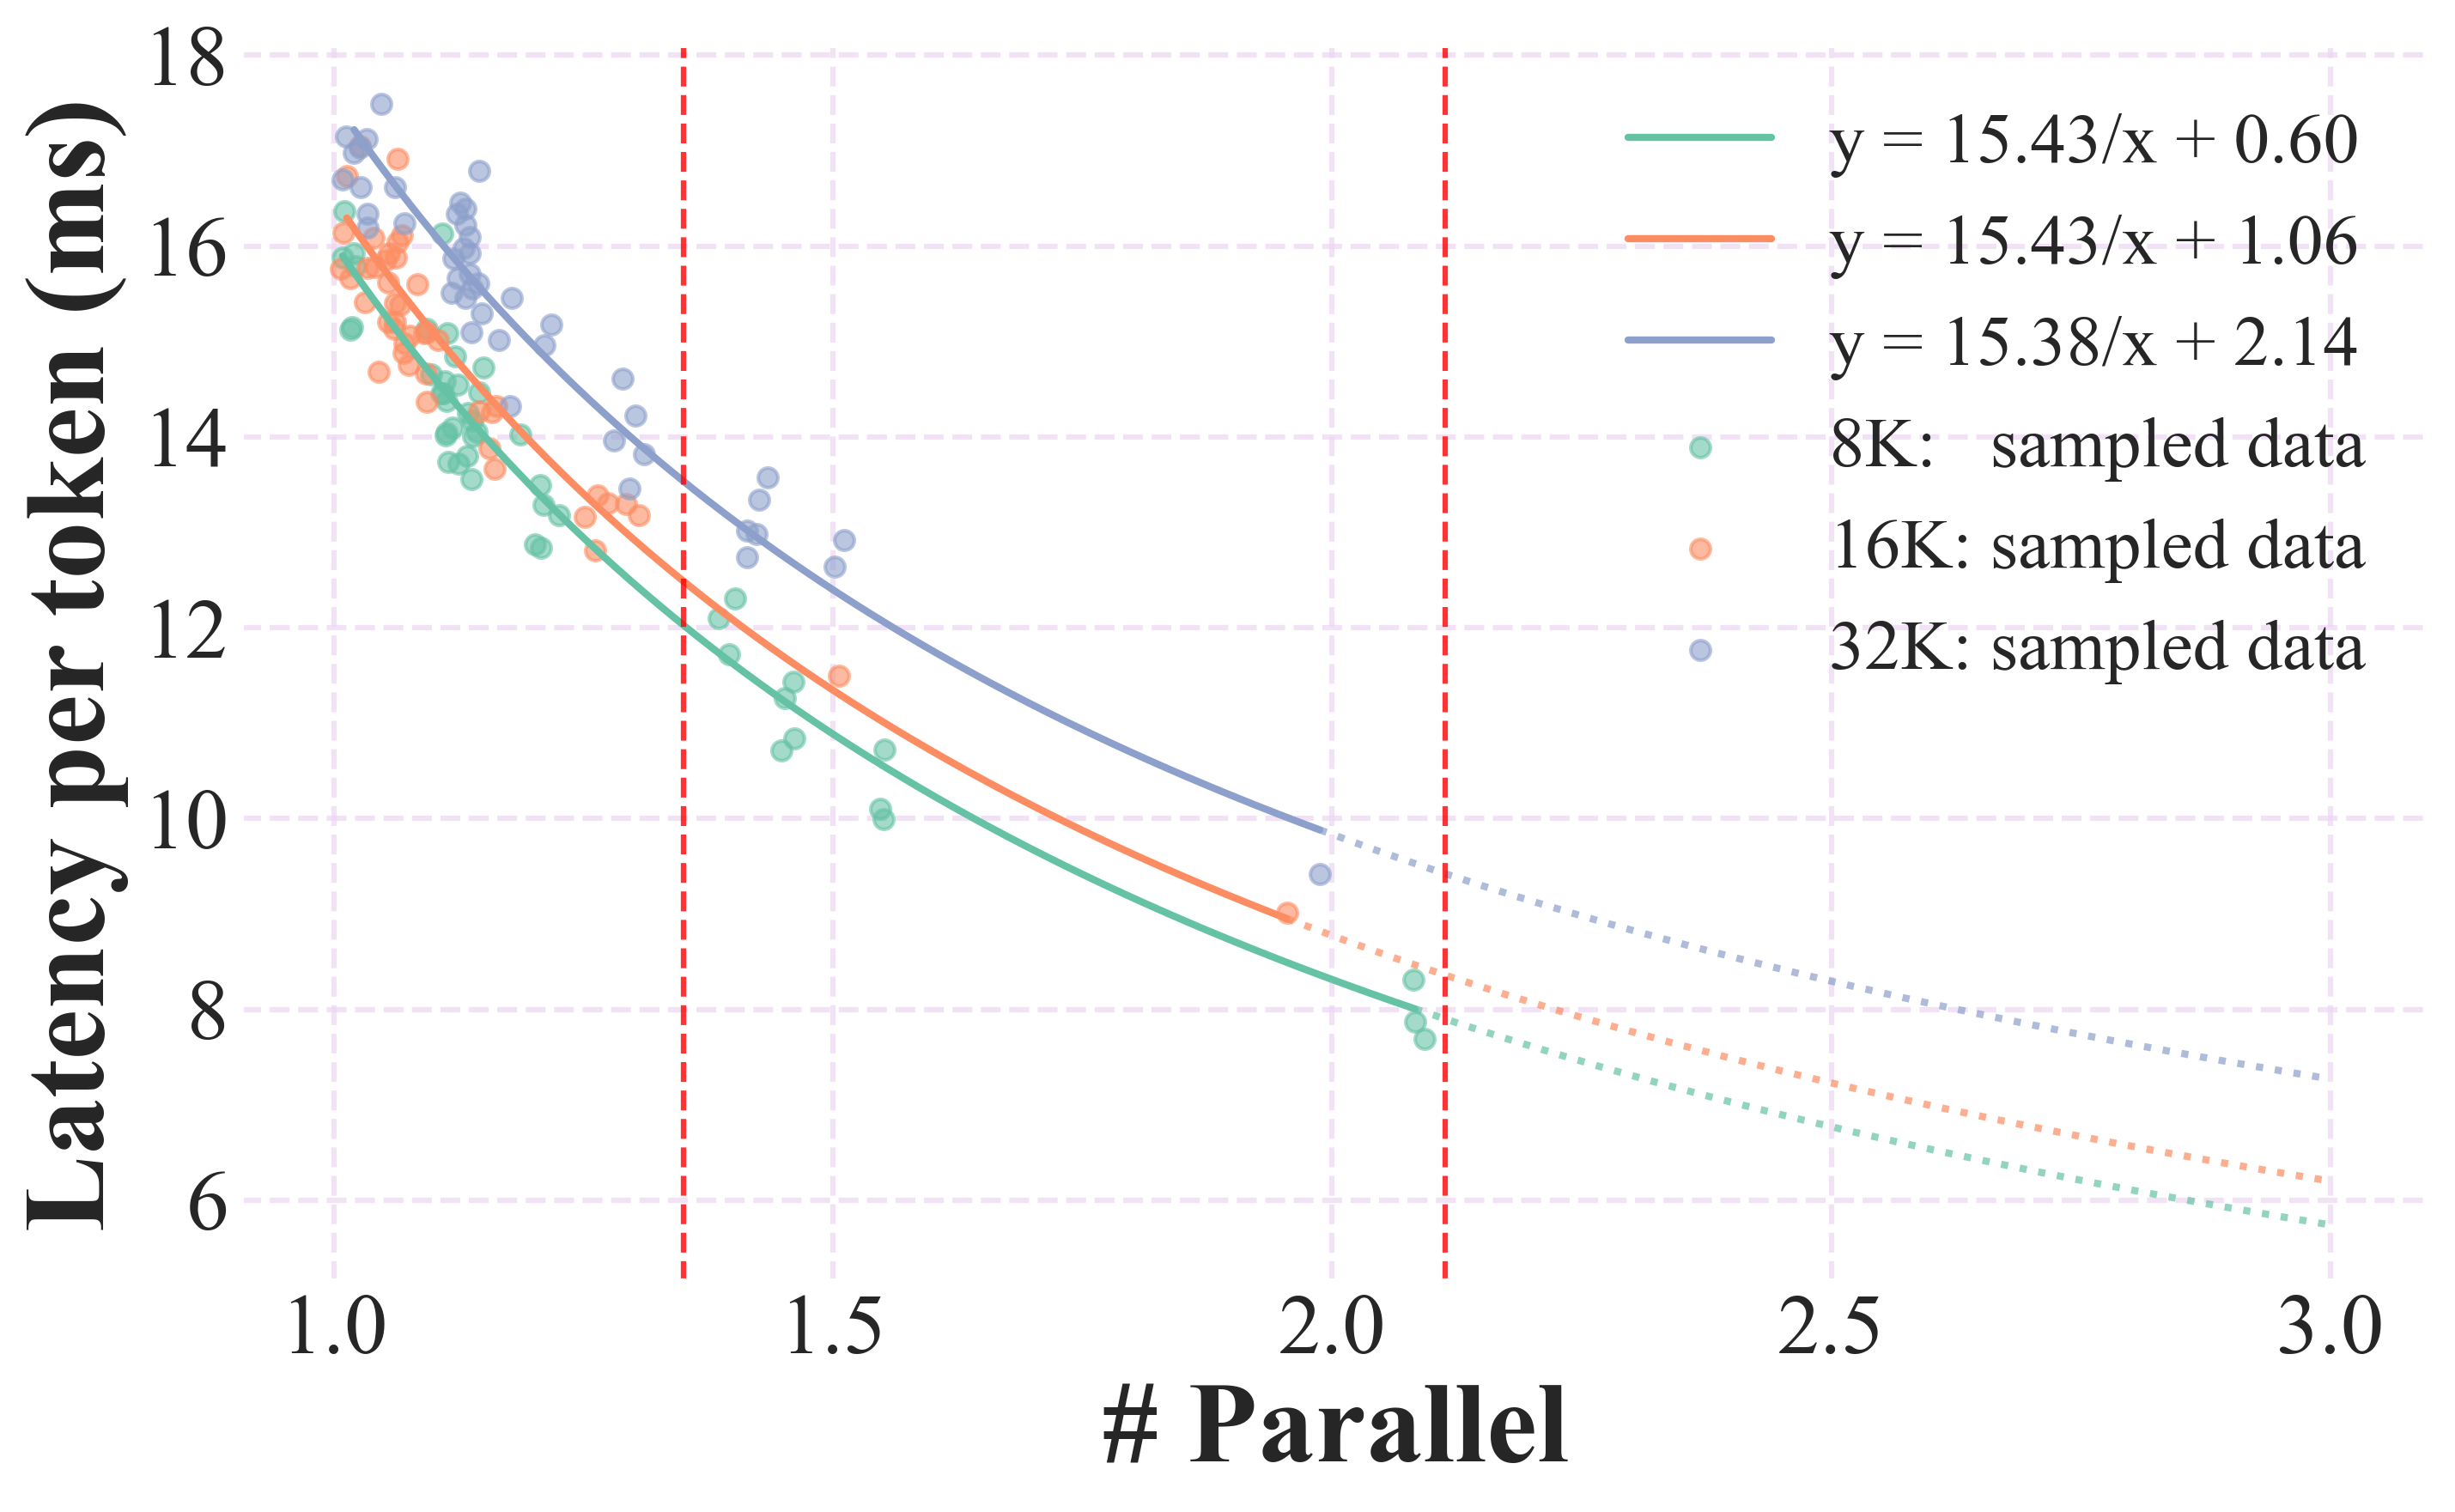 Latency per token (ms)
18
16
14
12
10
8
6
y = 15.43/x + 0.60
y = 15.43/x + 1.06
y = 15.38/x + 2.14
8K: sampled data
16K: sampled data
32K: sampled data
1.0 1.5 2.0 2.5 3.0
# Parallel